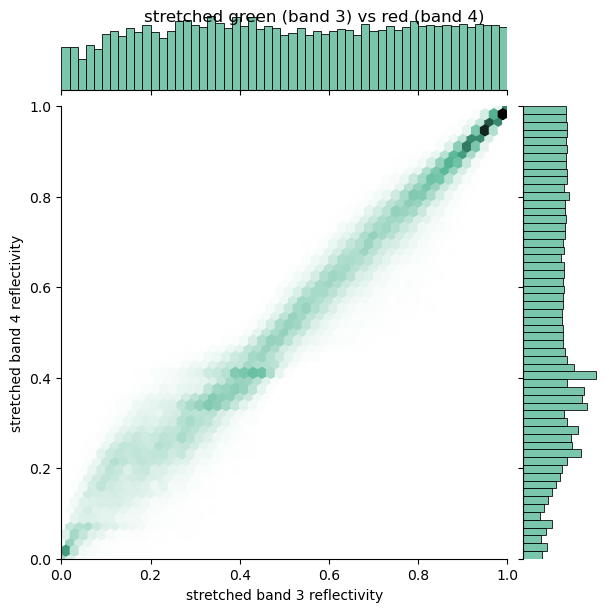 stretched green (band 3) vs red (band 4)
1.0
0.8
0.6
0.4
0.2
0.0
stretched band 4 reflectivity
0.0 0.2 0.4 0.6 0.8 1.0
stretched band 3 reflectivity